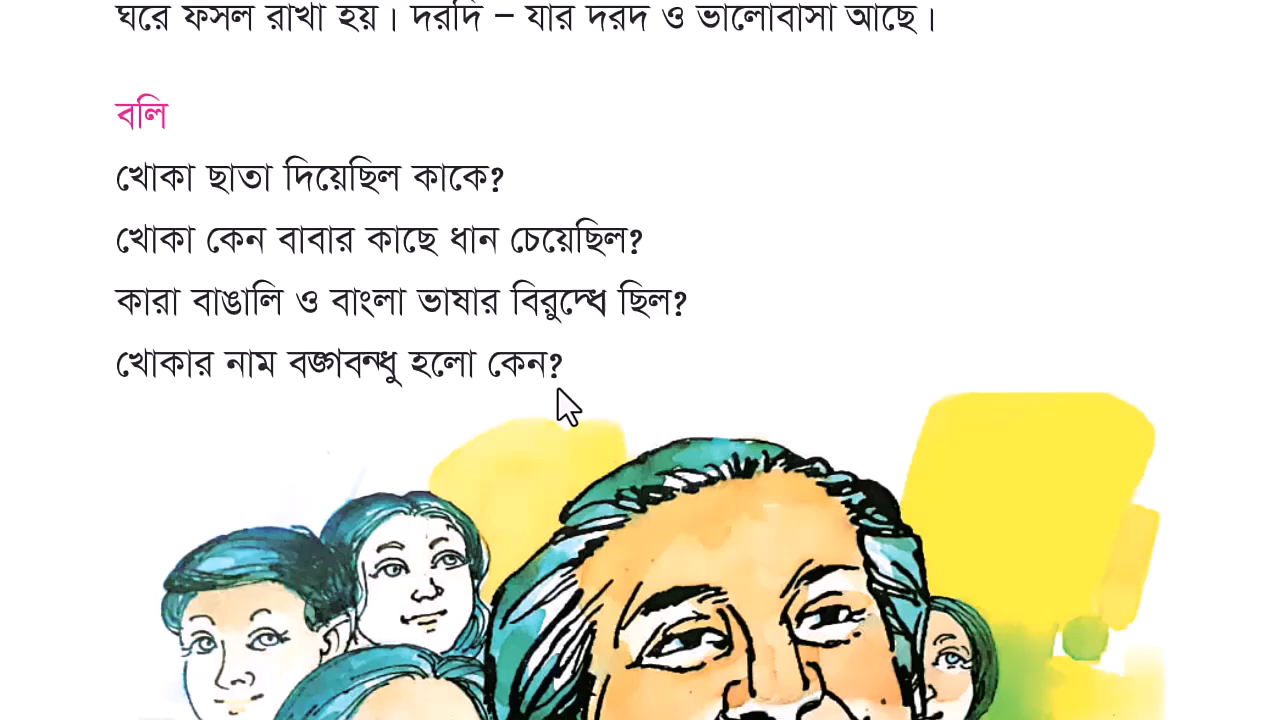 ঘরে ফসল রাখা হয়। দরদি – যার দরদ ও ভালোবাসা আছে।
বলি
খোকা ছাতা দিয়েছিল কাকে?
খোকা কেন বাবার কাছে ধান চেয়েছিল?
কারা বাঙালি ও বাংলা ভাষার বিরুদ্ধে ছিল?
খোকার নাম বঙ্গবন্ধু হলো কেন?